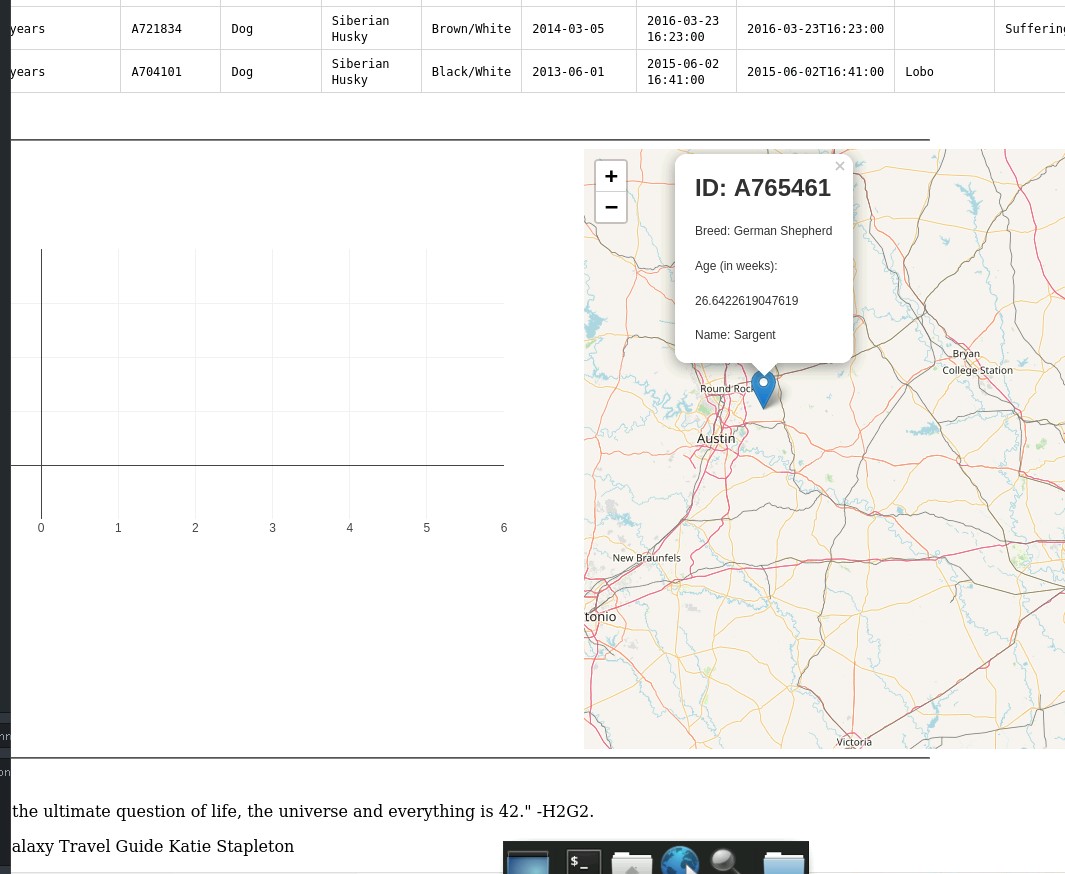 years A721834 Dog Siberian Husky Brown/White 2014-03-05 2016-03-23 16:23:00 2016-03-23T16:23:00 Suffering
years A704101 Dog Siberian Husky Black/White 2013-06-01 2015-06-02 16:41:00 2015-06-02T16:41:00 Lobo
0 1 2 3 4 5 6
+
−
×
ID: A765461
Breed: German Shepherd
Age (in weeks):
26.6422619047619
Name: Sargent
Bryan
College Station
Round Rock
Austin
New Braunfels
tonio
Victoria
the ultimate question of life, the universe and everything is 42." -H2G2.
alaxy Travel Guide Katie Stapleton
$_